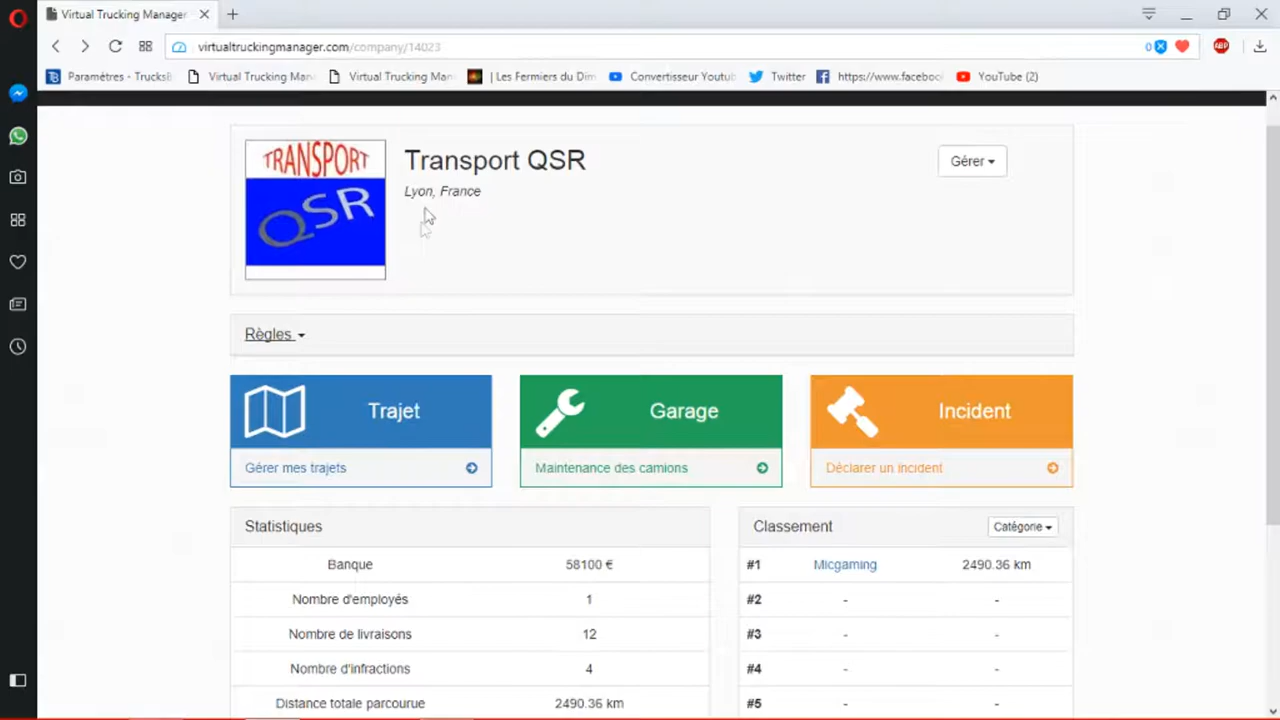 Virtual Trucking Manager
virtualtruckingmanager.com/company/14023
0
ABP
Paramètres - TrucksB
Virtual Trucking Man
Virtual Trucking Man
| Les Fermiers du Dim
Convertisseur Youtub
Twitter
https://www.faceboo
YouTube (2)
TRANSPORT
QSR
Transport QSR
Lyon, France
Gérer
Règles
Trajet
Gérer mes trajets
Garage
Maintenance des camions
Incident
Déclarer un incident
Statistiques
Banque 58100 €
Nombre d'employés 1
Nombre de livraisons 12
Nombre d'infractions 4
Distance totale parcourue 2490.36 km
Classement Catégorie
#1 Micgaming 2490.36 km
#2 - -
#3 - -
#4 - -
#5 - -